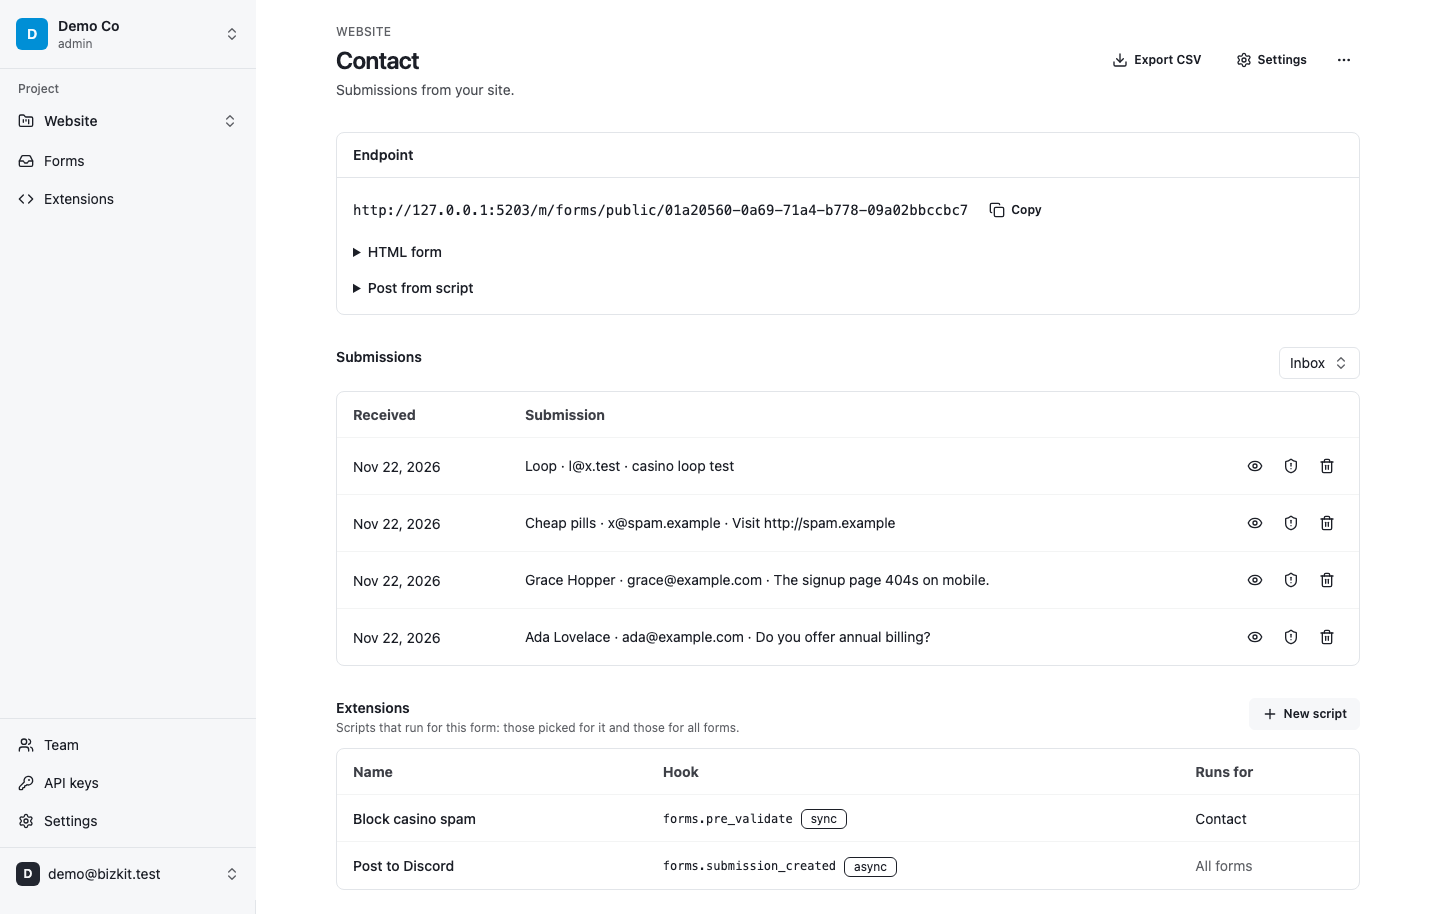 D
Demo Co
admin
Project
Website
Forms
Extensions
Team
API keys
Settings
D
demo@bizkit.test
WEBSITE
Contact
Submissions from your site.
Export CSV
Settings
Endpoint
http://127.0.0.1:5203/m/forms/public/01a20560-0a69-71a4-b778-09a02bbccbc7
Copy
HTML form
Post from script
Submissions
Inbox
Received Submission
Nov 22, 2026 Loop · l@x.test · casino loop test
Nov 22, 2026 Cheap pills · x@spam.example · Visit http://spam.example
Nov 22, 2026 Grace Hopper · grace@example.com · The signup page 404s on mobile.
Nov 22, 2026 Ada Lovelace · ada@example.com · Do you offer annual billing?
Extensions
Scripts that run for this form: those picked for it and those for all forms.
New script
Name Hook Runs for
Block casino spam forms.pre_validate sync Contact
Post to Discord forms.submission_created async All forms